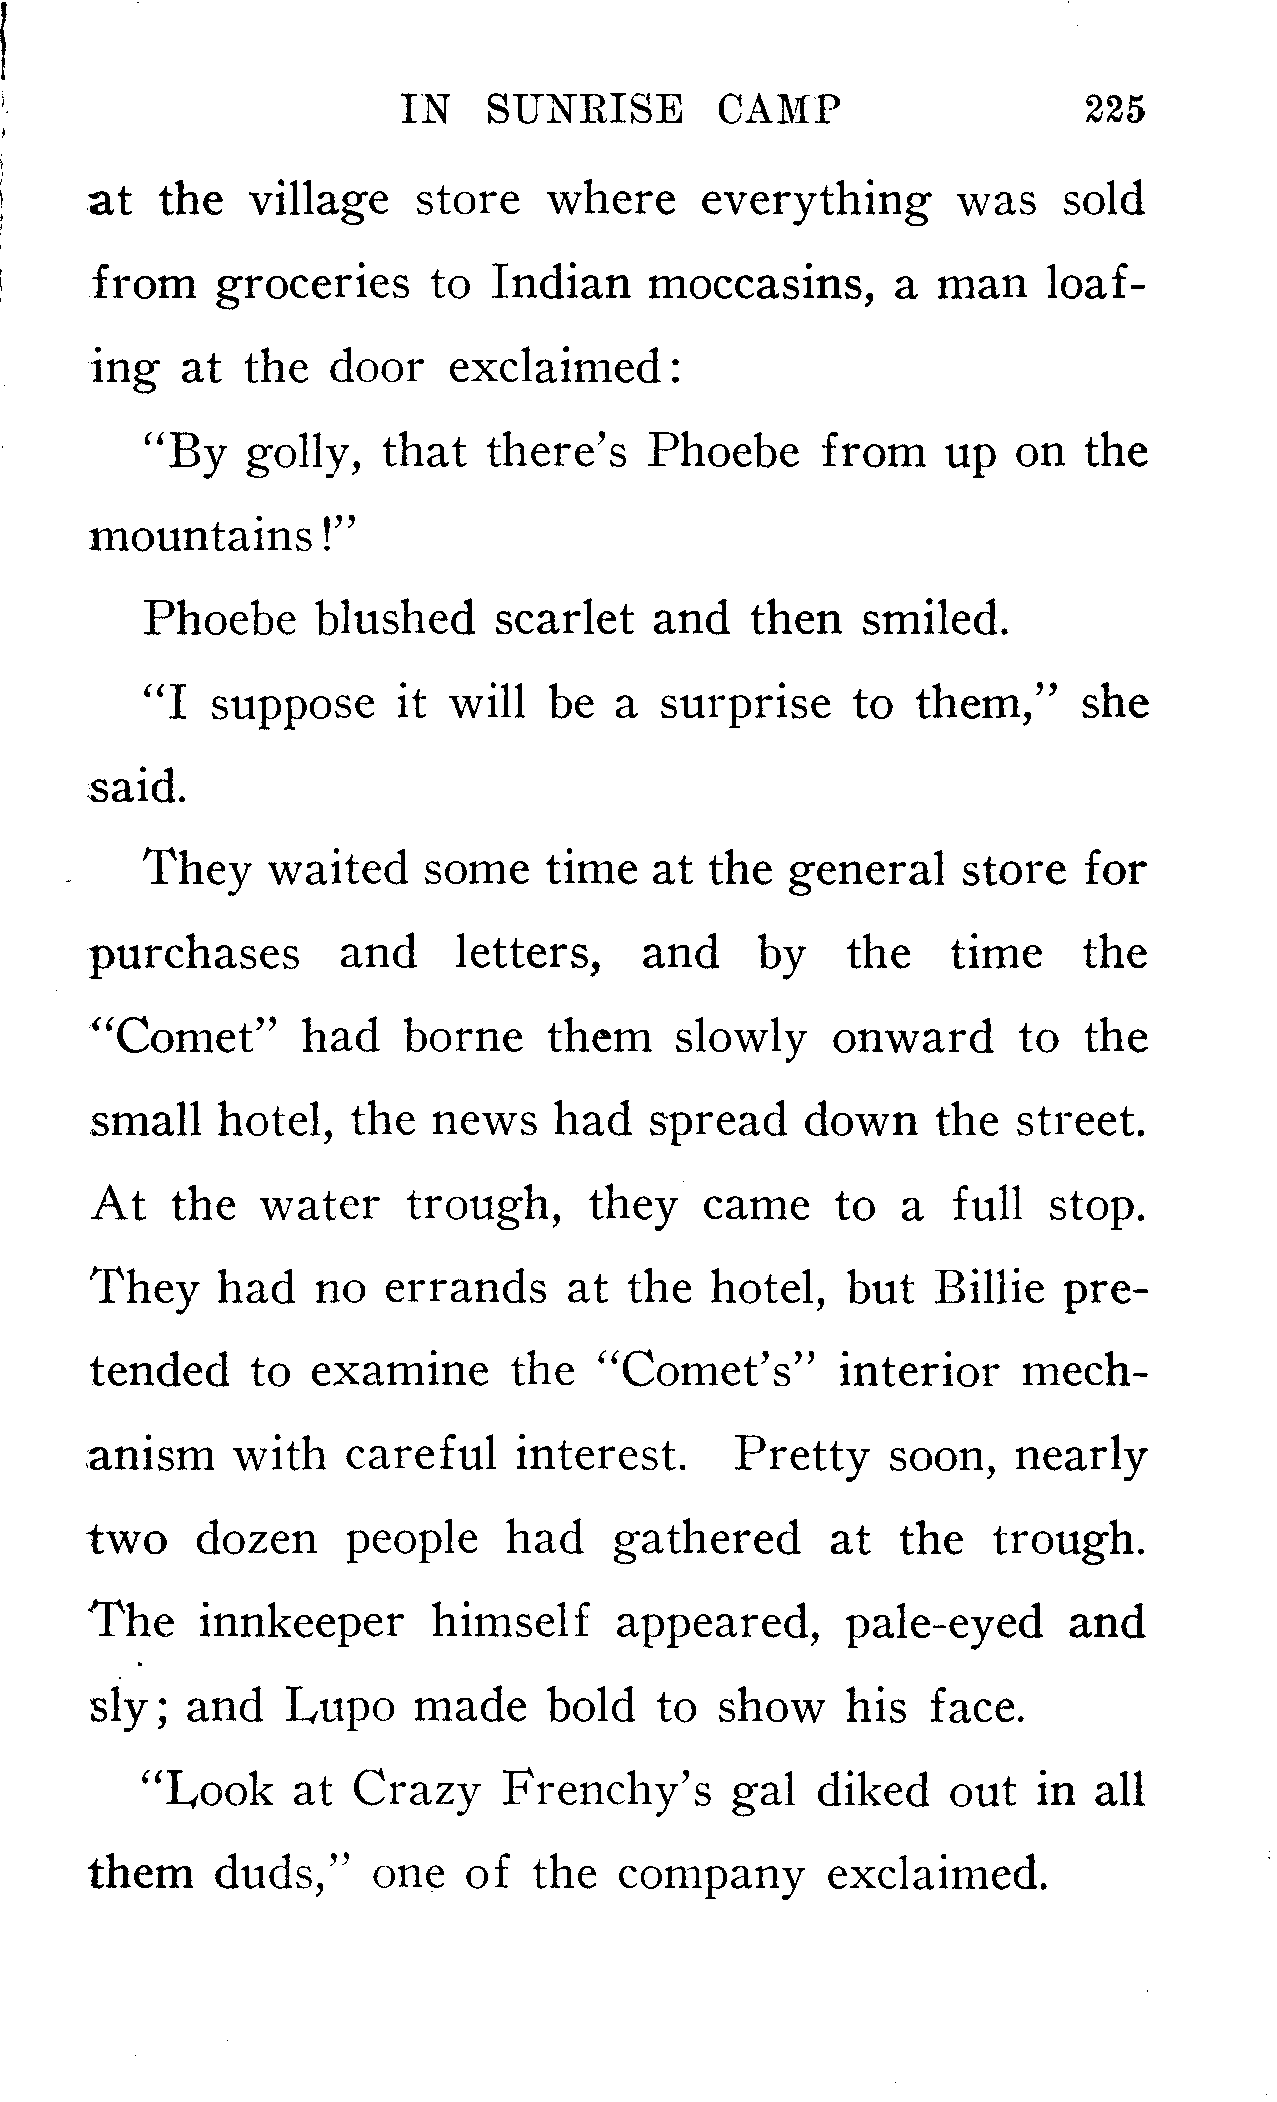 IN SUNRISE CAMP 225
at the village store where everything was sold
from groceries to Indian moccasins, a man loaf-
ing at the door exclaimed:
"By golly, that there's Phoebe from up on the
mountains!"
Phoebe blushed scarlet and then smiled.
"I suppose it will be a surprise to them," she
said.
They waited some time at the general store for
purchases and letters, and by the time the
"Comet" had borne them slowly onward to the
small hotel, the news had spread down the street.
At the water trough, they came to a full stop.
They had no errands at the hotel, but Billie pre-
tended to examine the "Comet's" interior mech-
anism with careful interest. Pretty soon, nearly
two dozen people had gathered at the trough.
The innkeeper himself appeared, pale-eyed and
sly; and Lupo made bold to show his face.
"Look at Crazy Frenchy's gal diked out in all
them duds," one of the company exclaimed.